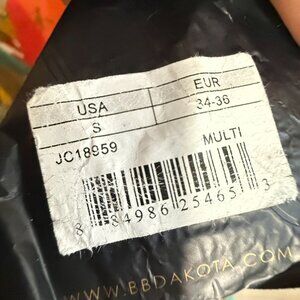 USA EUR
S 34-36
JC18959 MULTI
8 84986 25465 3
WWW.BBDAKOTA.COM